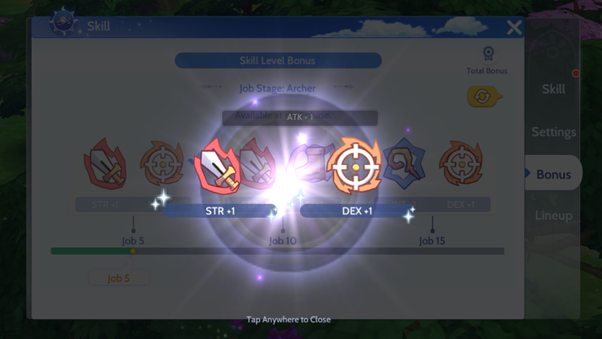 Skill
Skill Level Bonus
Total Bonus
Job Stage: Archer
Skill
ATK+1
Settings
Bonus
STR +1
STR +1
DEX +1
DEX +1
Lineup
Job 5
Job 10
Job 15
Job 5
Tap Anywhere to Close